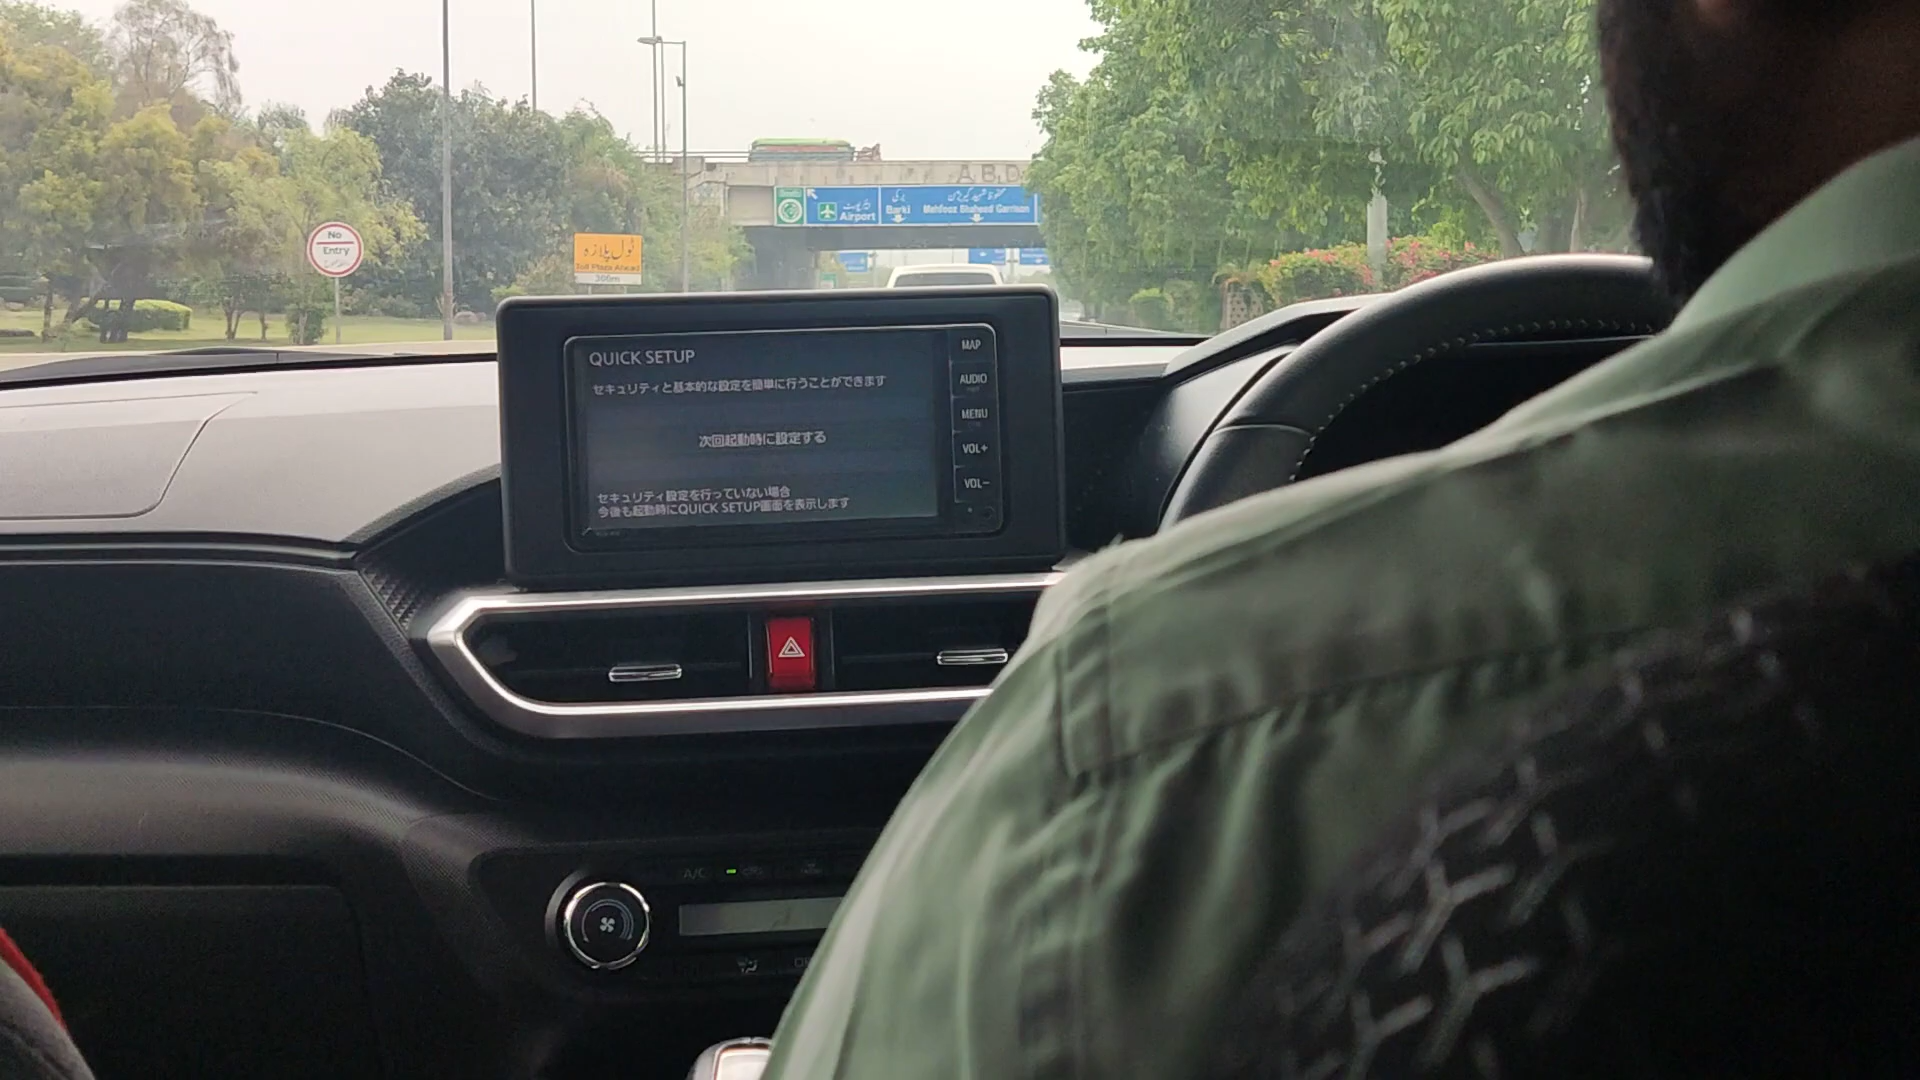 No
Entry
ٹول پلازہ
Toll Plaza Ahead
300m
ABD
Airport
برکی
Barki
محفوظ شہید گیریژن
Mehfooz Shaheed Garrison
QUICK SETUP
セキュリティと基本的な設定を簡単に行うことができます
次回起動時に設定する
セキュリティ設定を行っていない場合
今後も起動時にQUICK SETUP画面を表示します
MAP
AUDIO
MENU
VOL+
VOL-
A/C